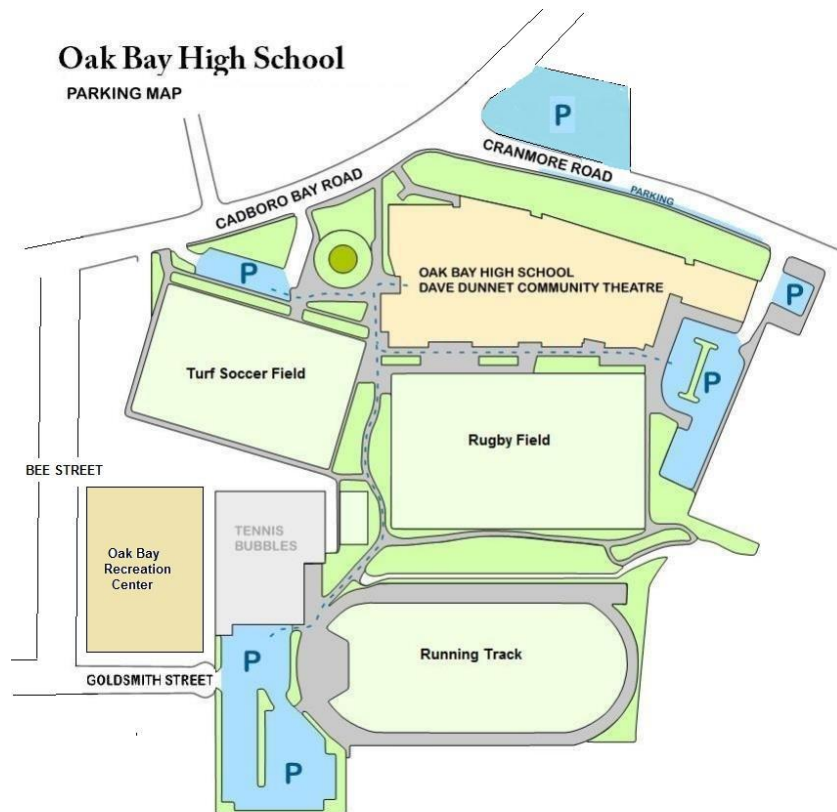 Oak Bay High School
PARKING MAP
P
CRANMORE ROAD
PARKING
CADBORO BAY ROAD
P
OAK BAY HIGH SCHOOL
DAVE DUNNET COMMUNITY THEATRE
P
Turf Soccer Field
P
Rugby Field
BEE STREET
TENNIS
BUBBLES
Oak Bay
Recreation
Center
Running Track
P
GOLDSMITH STREET
P